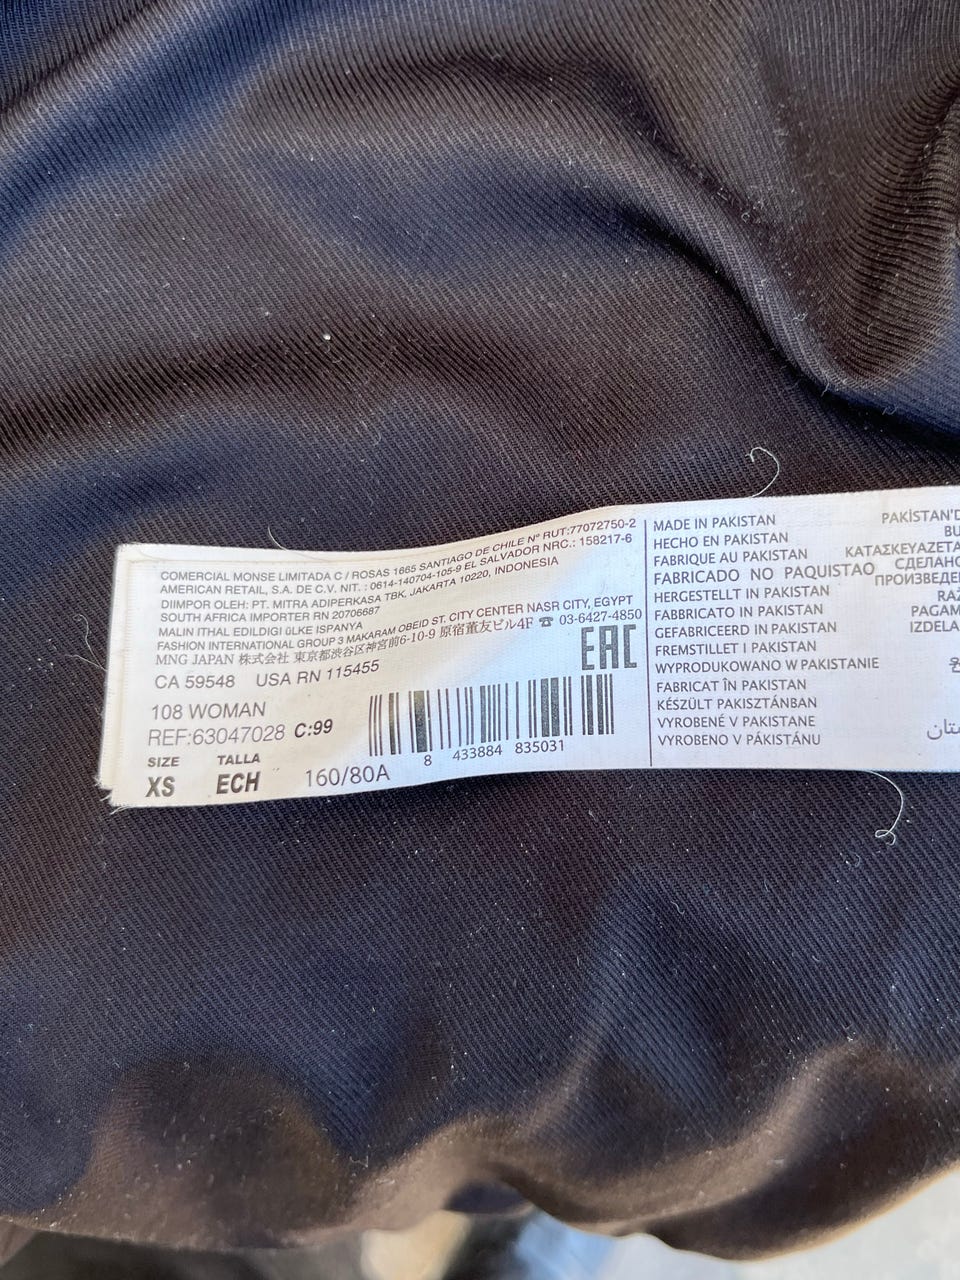 COMERCIAL MONSE LIMITADA C / ROSAS 1665 SANTIAGO DE CHILE Nº RUT:77072750-2
AMERICAN RETAIL, S.A. DE C.V. NIT. : 0614-140704-105-9 EL SALVADOR NRC.: 158217-6
DIIMPOR OLEH: PT. MITRA ADIPERKASA TBK. JAKARTA 10220, INDONESIA
SOUTH AFRICA IMPORTER RN 20706687
MALIN ITHAL EDILDIGI üLKE ISPANYA
FASHION INTERNATIONAL GROUP 3 MAKARAM OBEID ST. CITY CENTER NASR CITY, EGYPT
MNG JAPAN 株式会社 東京都渋谷区神宮前6-10-9 原宿董友ビル4F ☎ 03-6427-4850
CA 59548 USA RN 115455
EAC
108 WOMAN
REF:63047028 C:99
8 433884 835031
SIZE TALLA
XS ECH 160/80A
MADE IN PAKISTAN
HECHO EN PAKISTAN
FABRIQUE AU PAKISTAN
FABRICADO NO PAQUISTAO
HERGESTELLT IN PAKISTAN
FABBRICATO IN PAKISTAN
GEFABRICEERD IN PAKISTAN
FREMSTILLET I PAKISTAN
WYPRODUKOWANO W PAKISTANIE
FABRICAT ÎN PAKISTAN
KÉSZÜLT PAKISZTÁNBAN
VYROBENÉ V PAKISTANE
VYROBENO V PÁKISTÁNU
PAKİSTAN'D
BU
ΚΑΤΑΣΚΕΥΑΖΕΤΑ
СДЕЛАНО
ПРОИЗВЕДЕ
RAŽ
PAGAM
IZDELA
ستان